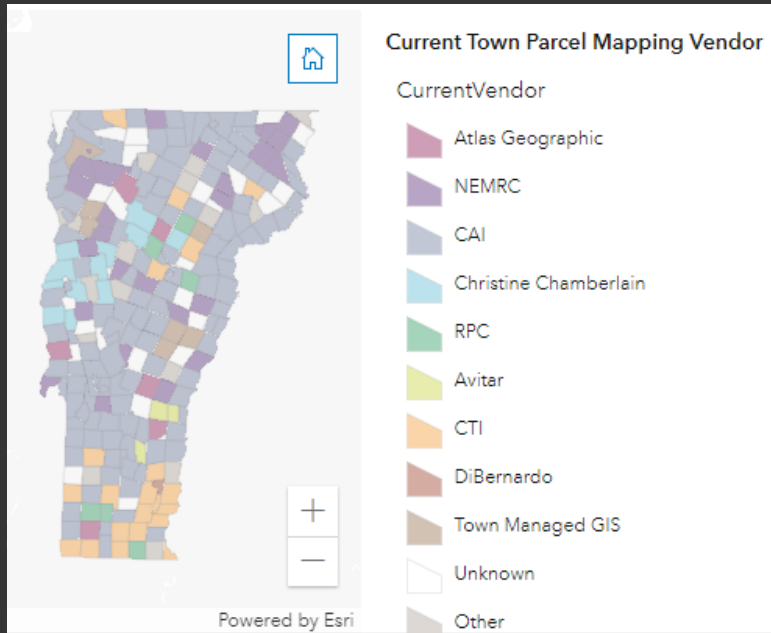 Current Town Parcel Mapping Vendor
CurrentVendor
Atlas Geographic
NEMRC
CAI
Christine Chamberlain
RPC
Avitar
CTI
DiBernardo
Town Managed GIS
Unknown
Other
+
−
Powered by Esri